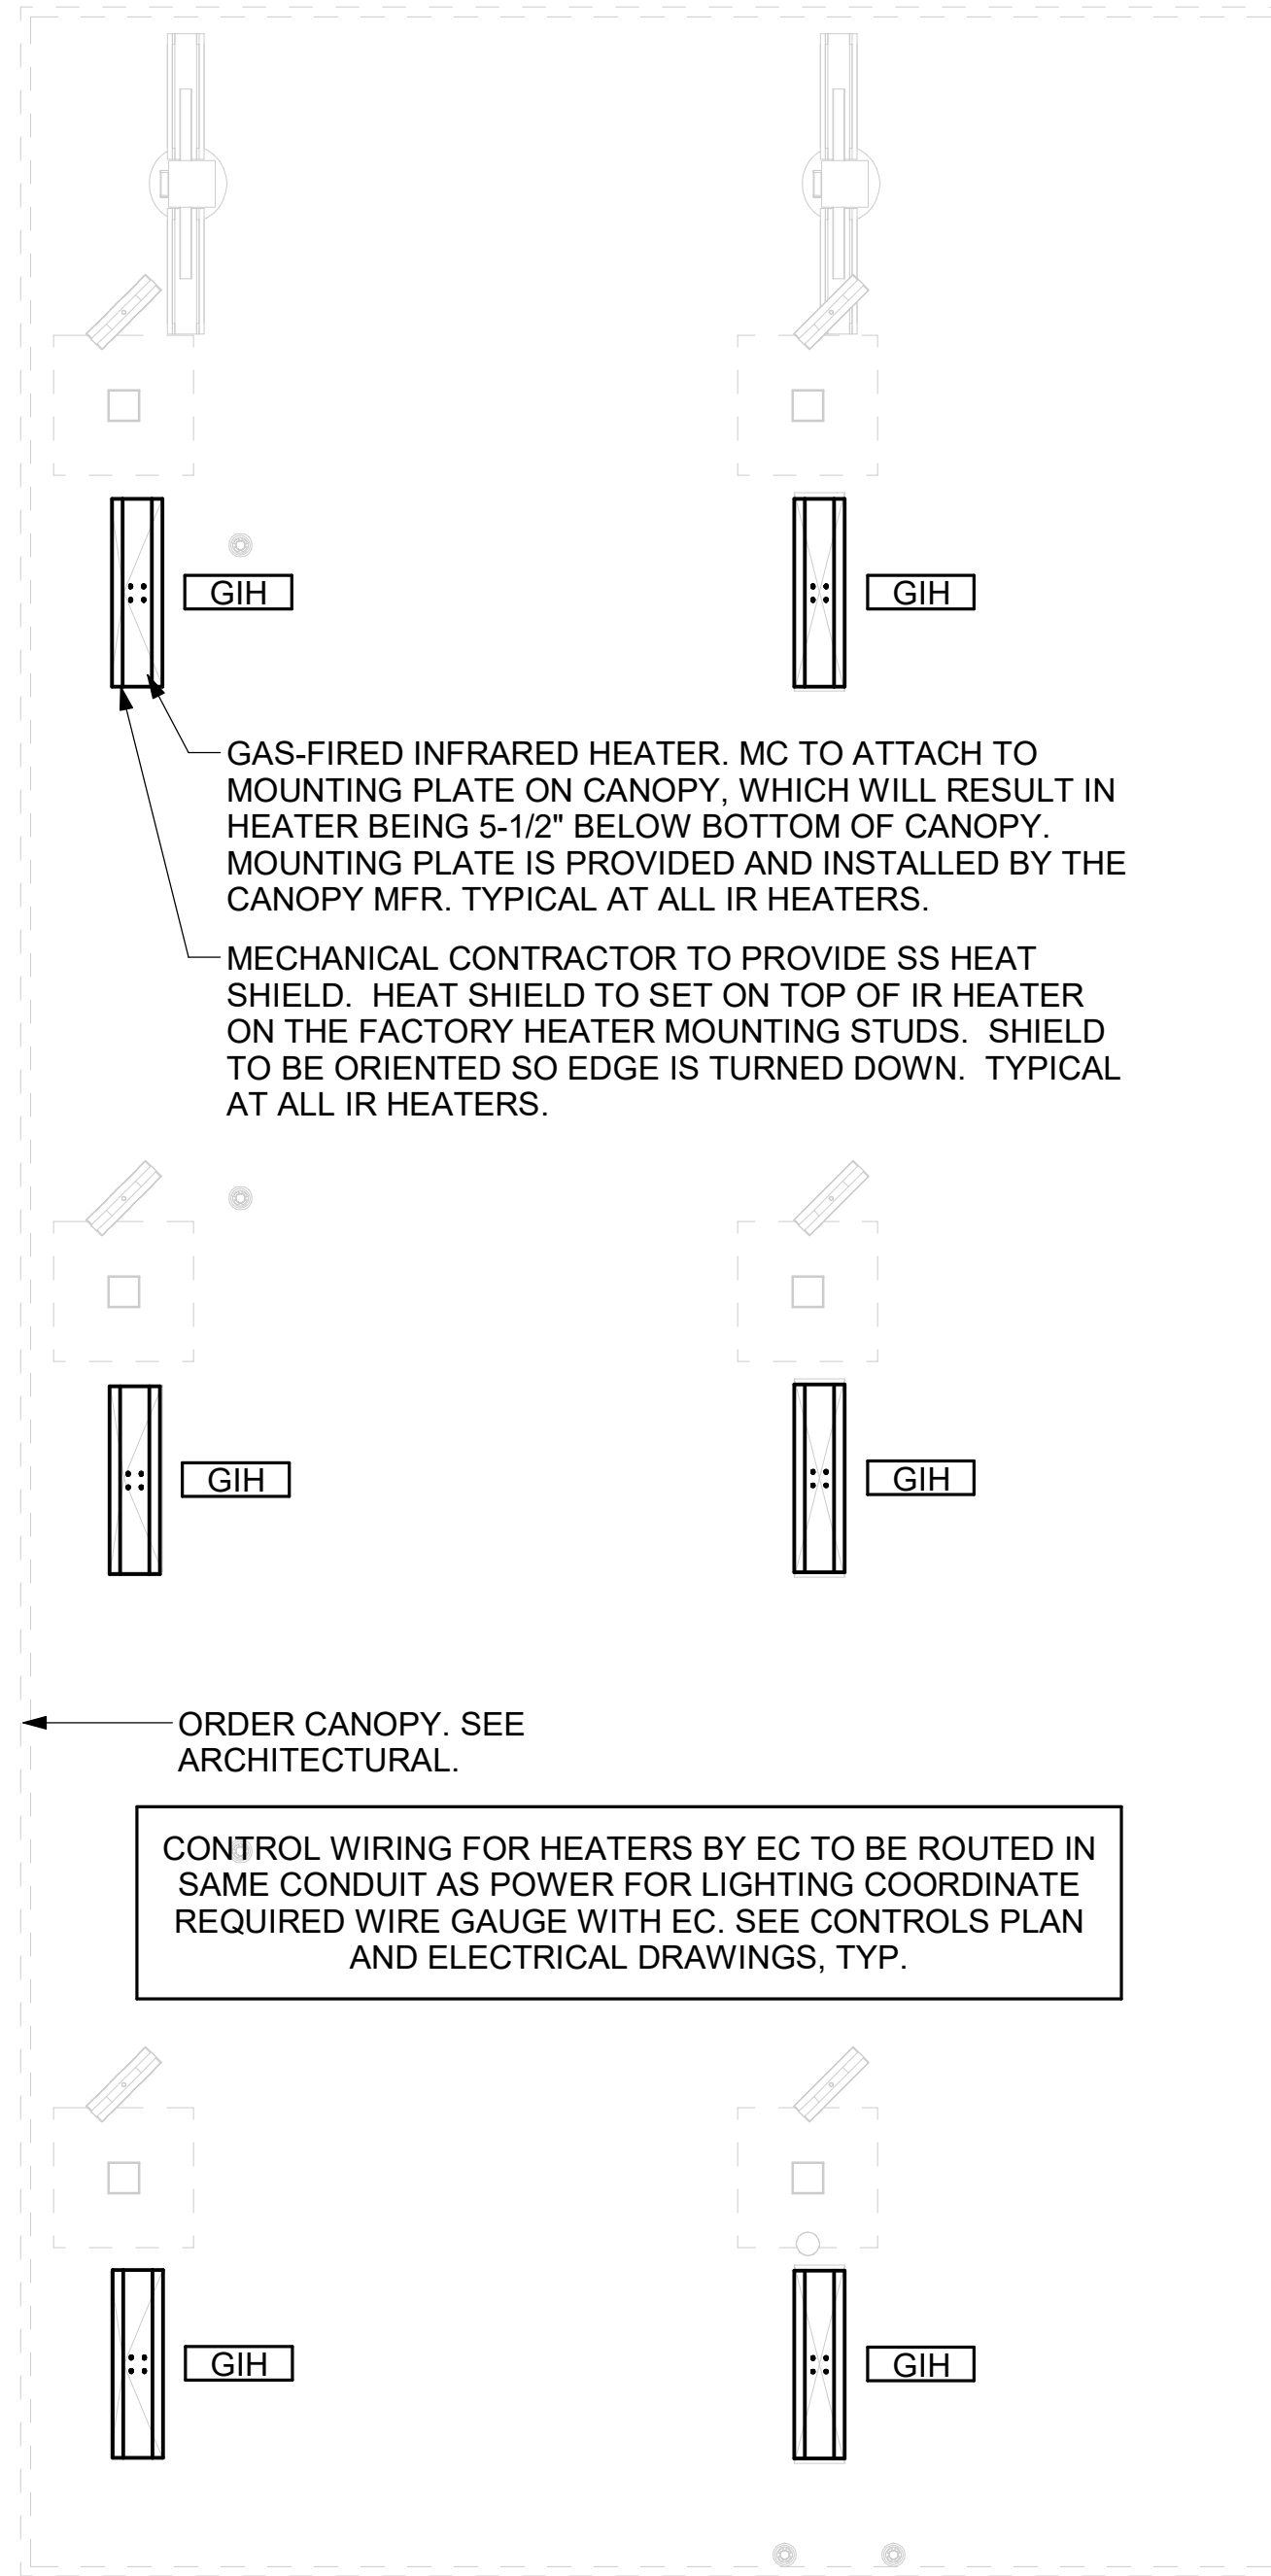 GIH
GIH
GAS-FIRED INFRARED HEATER. MC TO ATTACH TO
MOUNTING PLATE ON CANOPY, WHICH WILL RESULT IN
HEATER BEING 5-1/2" BELOW BOTTOM OF CANOPY.
MOUNTING PLATE IS PROVIDED AND INSTALLED BY THE
CANOPY MFR. TYPICAL AT ALL IR HEATERS.
MECHANICAL CONTRACTOR TO PROVIDE SS HEAT
SHIELD. HEAT SHIELD TO SET ON TOP OF IR HEATER
ON THE FACTORY HEATER MOUNTING STUDS. SHIELD
TO BE ORIENTED SO EDGE IS TURNED DOWN. TYPICAL
AT ALL IR HEATERS.
GIH
GIH
ORDER CANOPY. SEE
ARCHITECTURAL.
CONTROL WIRING FOR HEATERS BY EC TO BE ROUTED IN
SAME CONDUIT AS POWER FOR LIGHTING COORDINATE
REQUIRED WIRE GAUGE WITH EC. SEE CONTROLS PLAN
AND ELECTRICAL DRAWINGS, TYP.
GIH
GIH